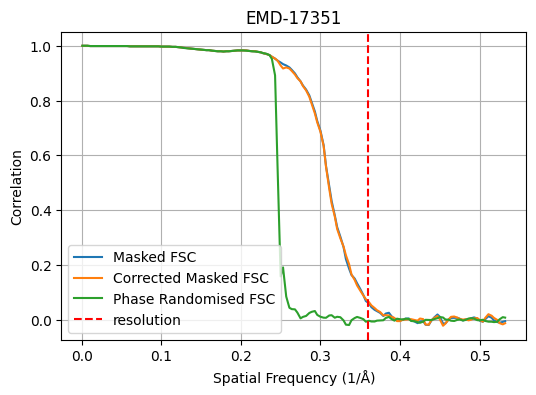 EMD-17351
Correlation
1.0
0.8
0.6
0.4
0.2
0.0
Masked FSC
Corrected Masked FSC
Phase Randomised FSC
resolution
0.0 0.1 0.2 0.3 0.4 0.5
Spatial Frequency (1/Å)